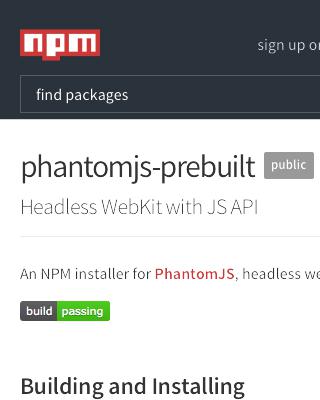 npm
sign up o
find packages
phantomjs-prebuilt public
Headless WebKit with JS API
An NPM installer for PhantomJS, headless we
build passing
Building and Installing